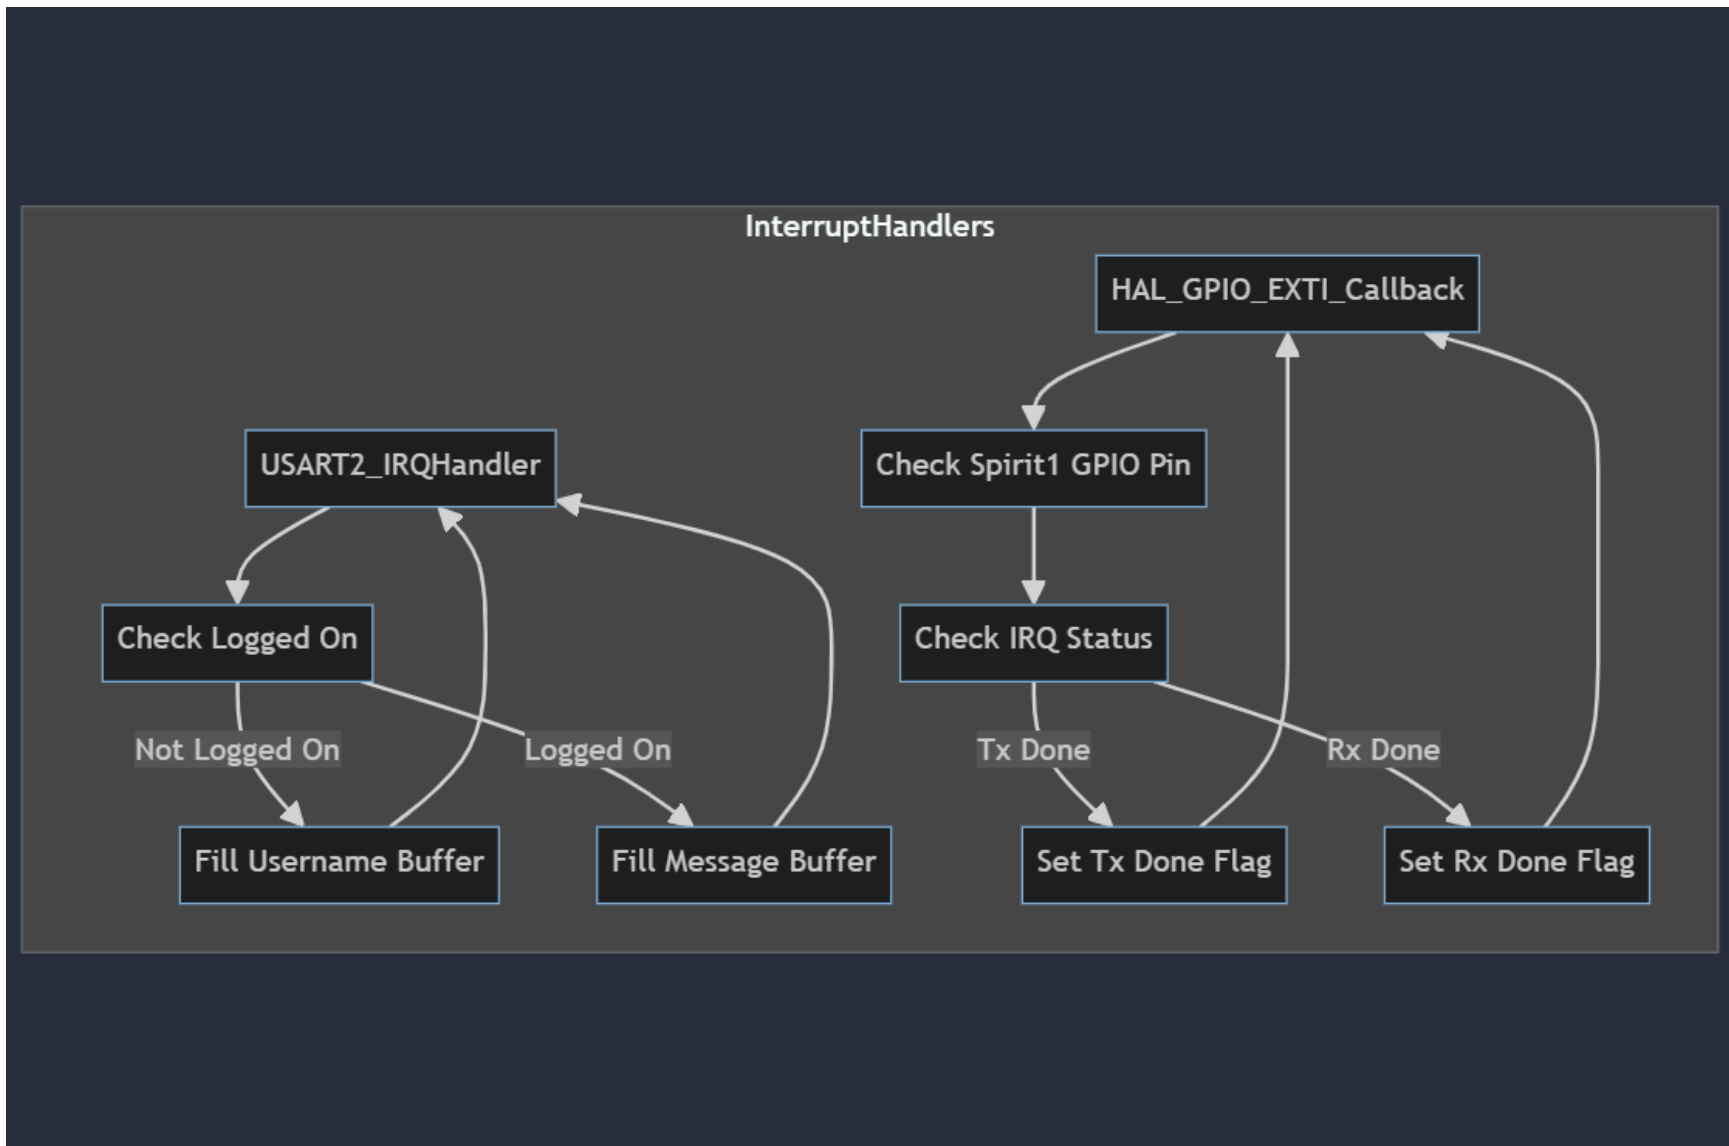 InterruptHandlers
HAL_GPIO_EXTI_Callback
USART2_IRQHandler
Check Spirit1 GPIO Pin
Check Logged On
Check IRQ Status
Not Logged On
Logged On
Tx Done
Rx Done
Fill Username Buffer
Fill Message Buffer
Set Tx Done Flag
Set Rx Done Flag